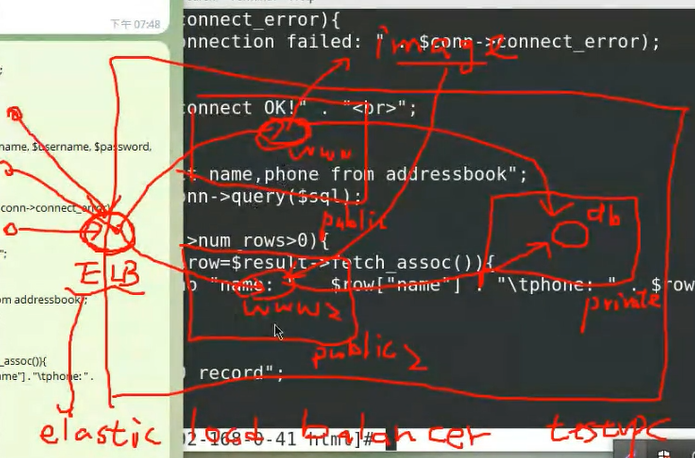 下午 07:48
connect_error){
onnection failed: " . $conn->connect_error);
image
connect OK!" . "<br>";
name, $username, $password,
www
name,phone from addressbook";
conn->query($sql);
conn->connect_error)
public
db
>num_rows>0){
row=$result->fetch_assoc()){
ELB
"name: " $row["name"] . "\tphone: " . $row
www2
private
om addressbook";
public2
_assoc()){
me"] . "\tphone: " .
record";
elastic load balancer
testvpc
02-168-0-41 html]#